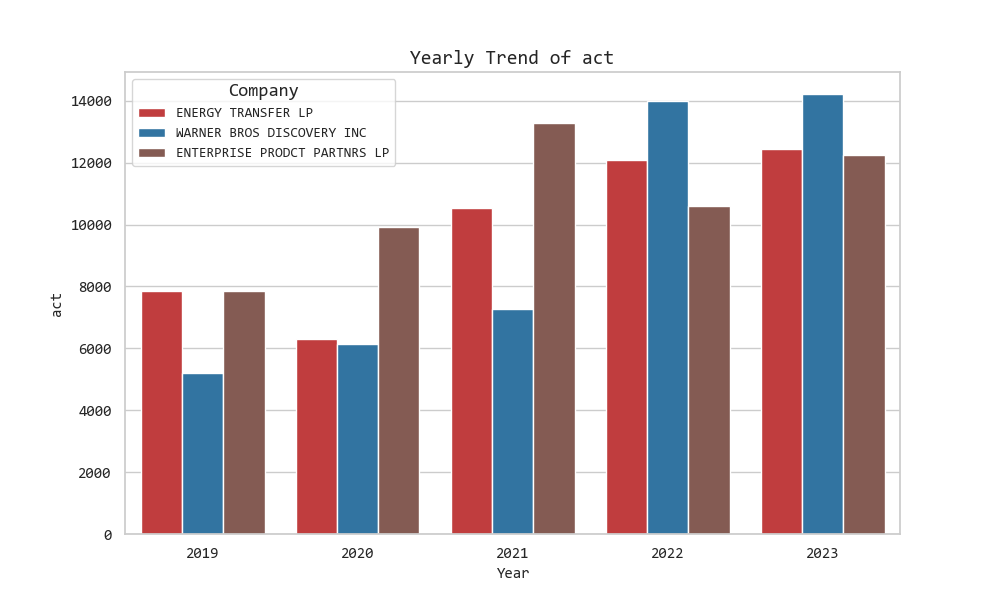 Yearly Trend of act
Company
ENERGY TRANSFER LP
WARNER BROS DISCOVERY INC
ENTERPRISE PRODCT PARTNRS LP
14000
12000
10000
8000
6000
4000
2000
0
act
2019 2020 2021 2022 2023
Year